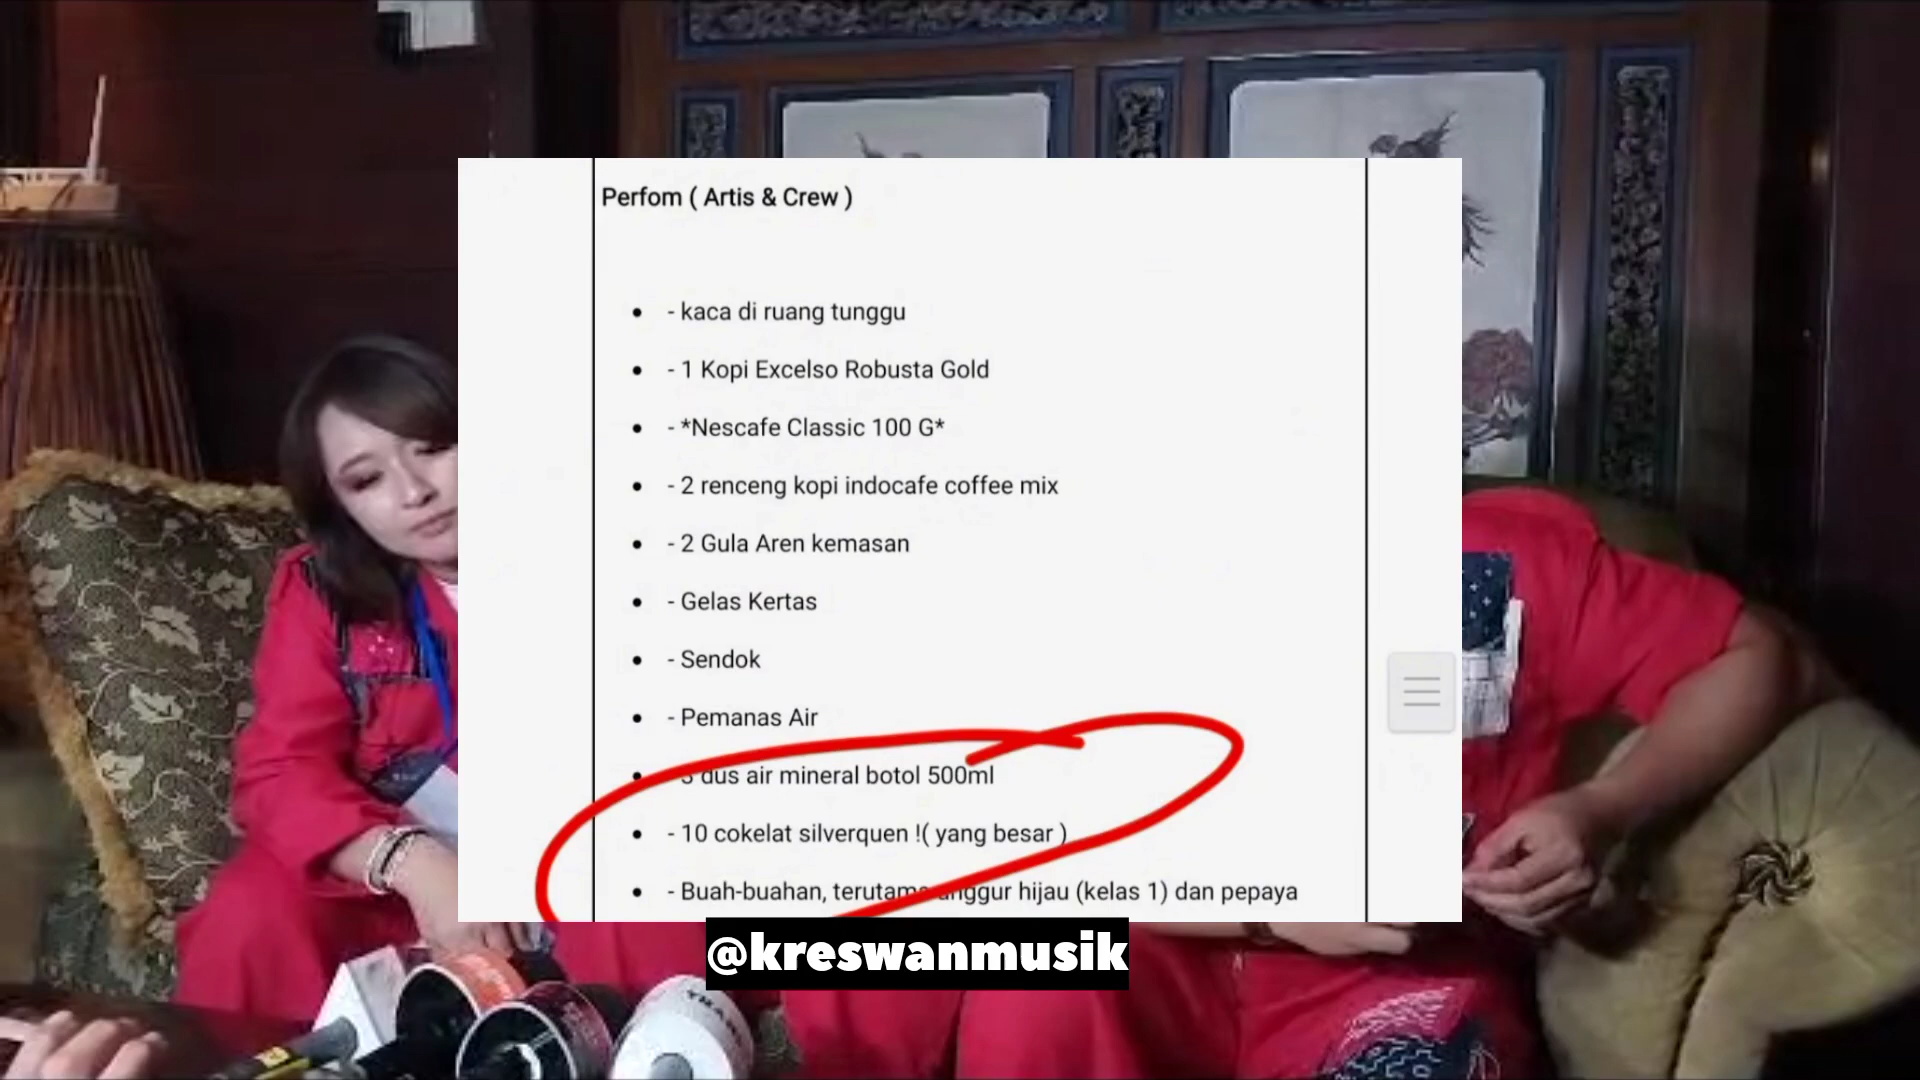 Perfom ( Artis & Crew )
- kaca di ruang tunggu
- 1 Kopi Excelso Robusta Gold
- *Nescafe Classic 100 G*
- 2 renceng kopi indocafe coffee mix
- 2 Gula Aren kemasan
- Gelas Kertas
- Sendok
- Pemanas Air
- 3 dus air mineral botol 500ml
- 10 cokelat silverquen !( yang besar )
- Buah-buahan, terutama anggur hijau (kelas 1) dan pepaya
@kreswanmusik